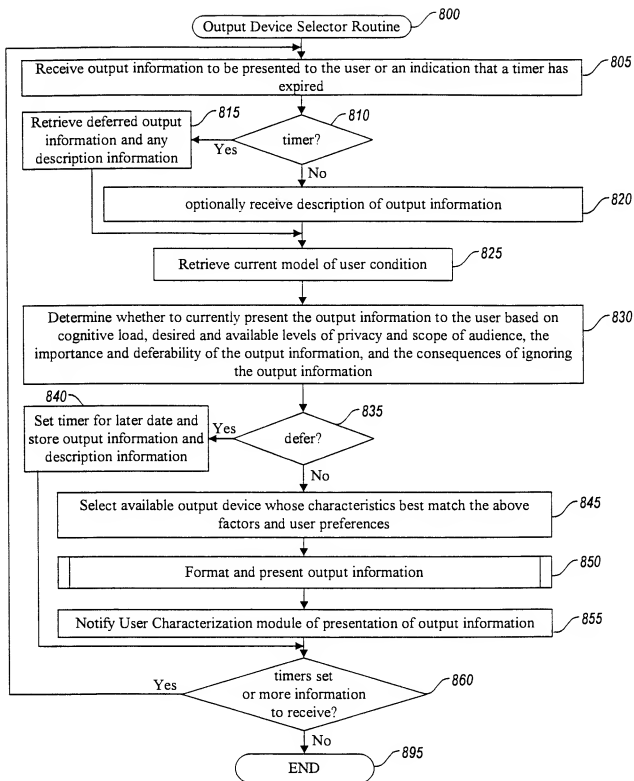 Output Device Selector Routine
800
Receive output information to be presented to the user or an indication that a timer has
expired
805
815
Retrieve deferred output
information and any
description information
810
timer?
Yes
No
optionally receive description of output information
820
825
Retrieve current model of user condition
Determine whether to currently present the output information to the user based on
cognitive load, desired and available levels of privacy and scope of audience, the
importance and deferability of the output information, and the consequences of ignoring
the output information
830
840
Set timer for later date and
store output information and
description information
835
defer?
Yes
No
Select available output device whose characteristics best match the above
factors and user preferences
845
Format and present output information
850
Notify User Characterization module of presentation of output information
855
timers set
or more information
to receive?
860
Yes
No
END
895